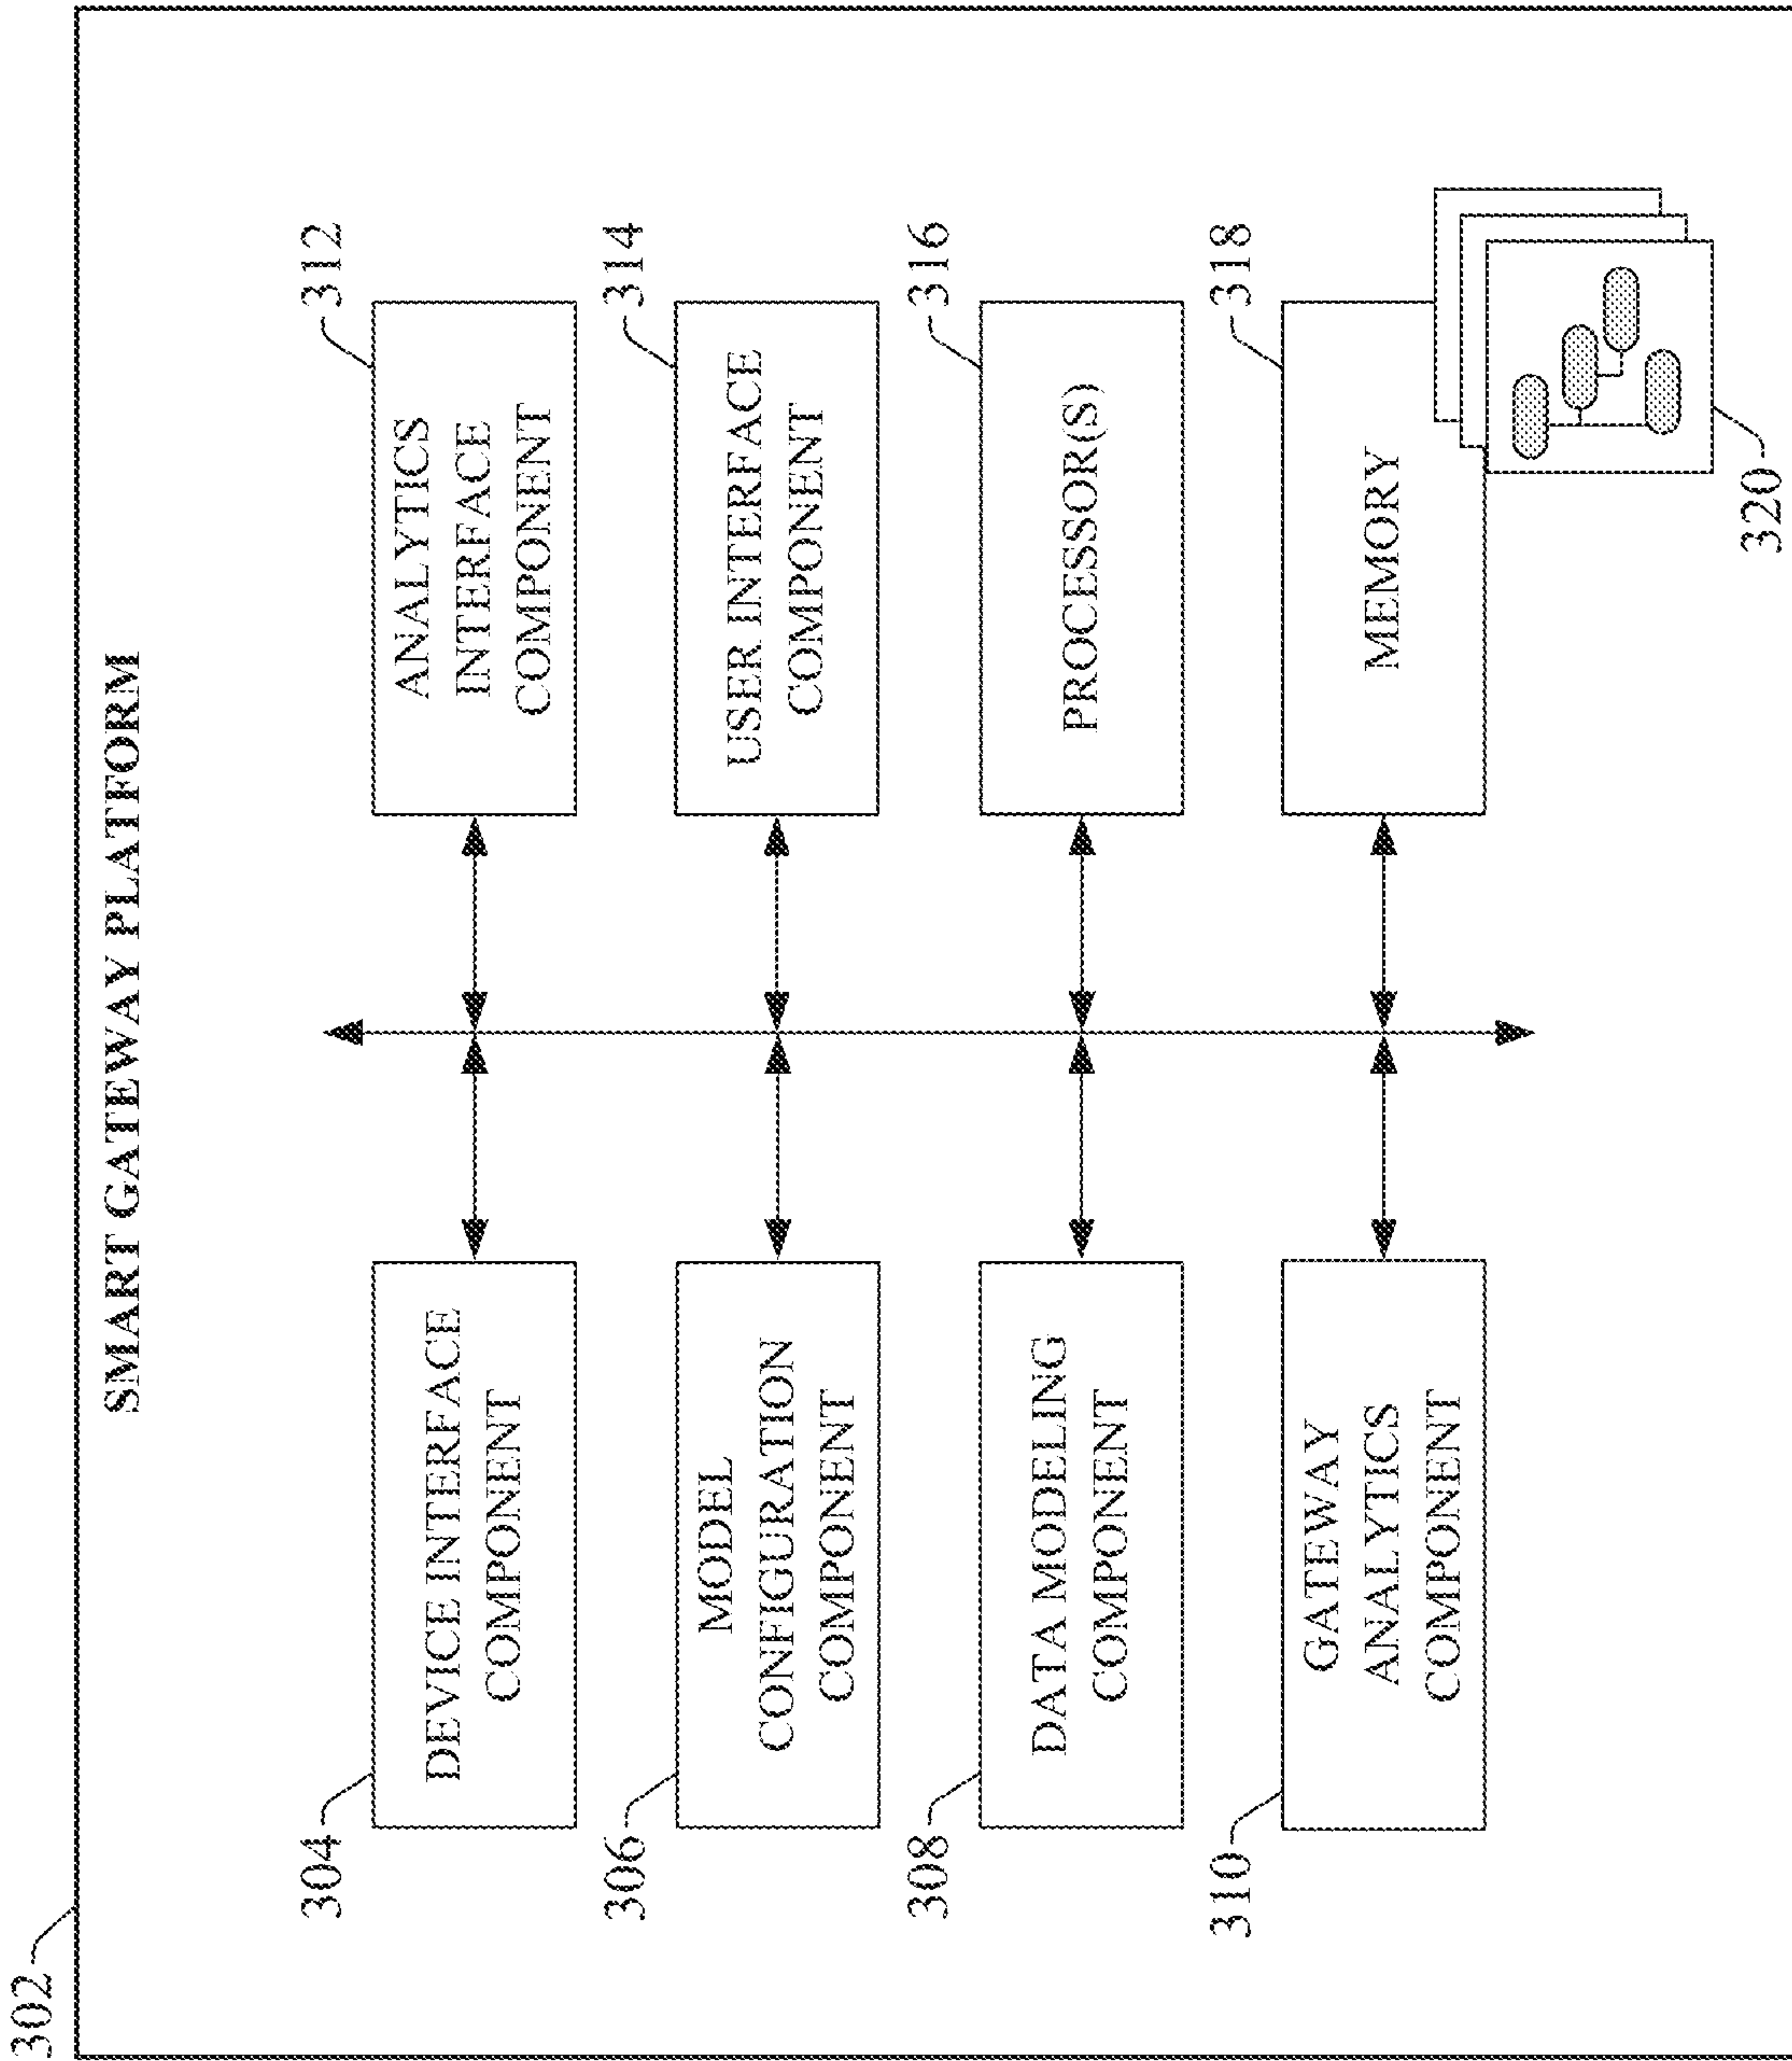 302
SMART GATEWAY PLATFORM
304
DEVICE INTERFACE
COMPONENT
306
MODEL
CONFIGURATION
COMPONENT
308
DATA MODELING
COMPONENT
310
GATEWAY
ANALYTICS
COMPONENT
312
ANALYTICS
INTERFACE
COMPONENT
314
USER INTERFACE
COMPONENT
316
PROCESSOR(S)
318
MEMORY
320